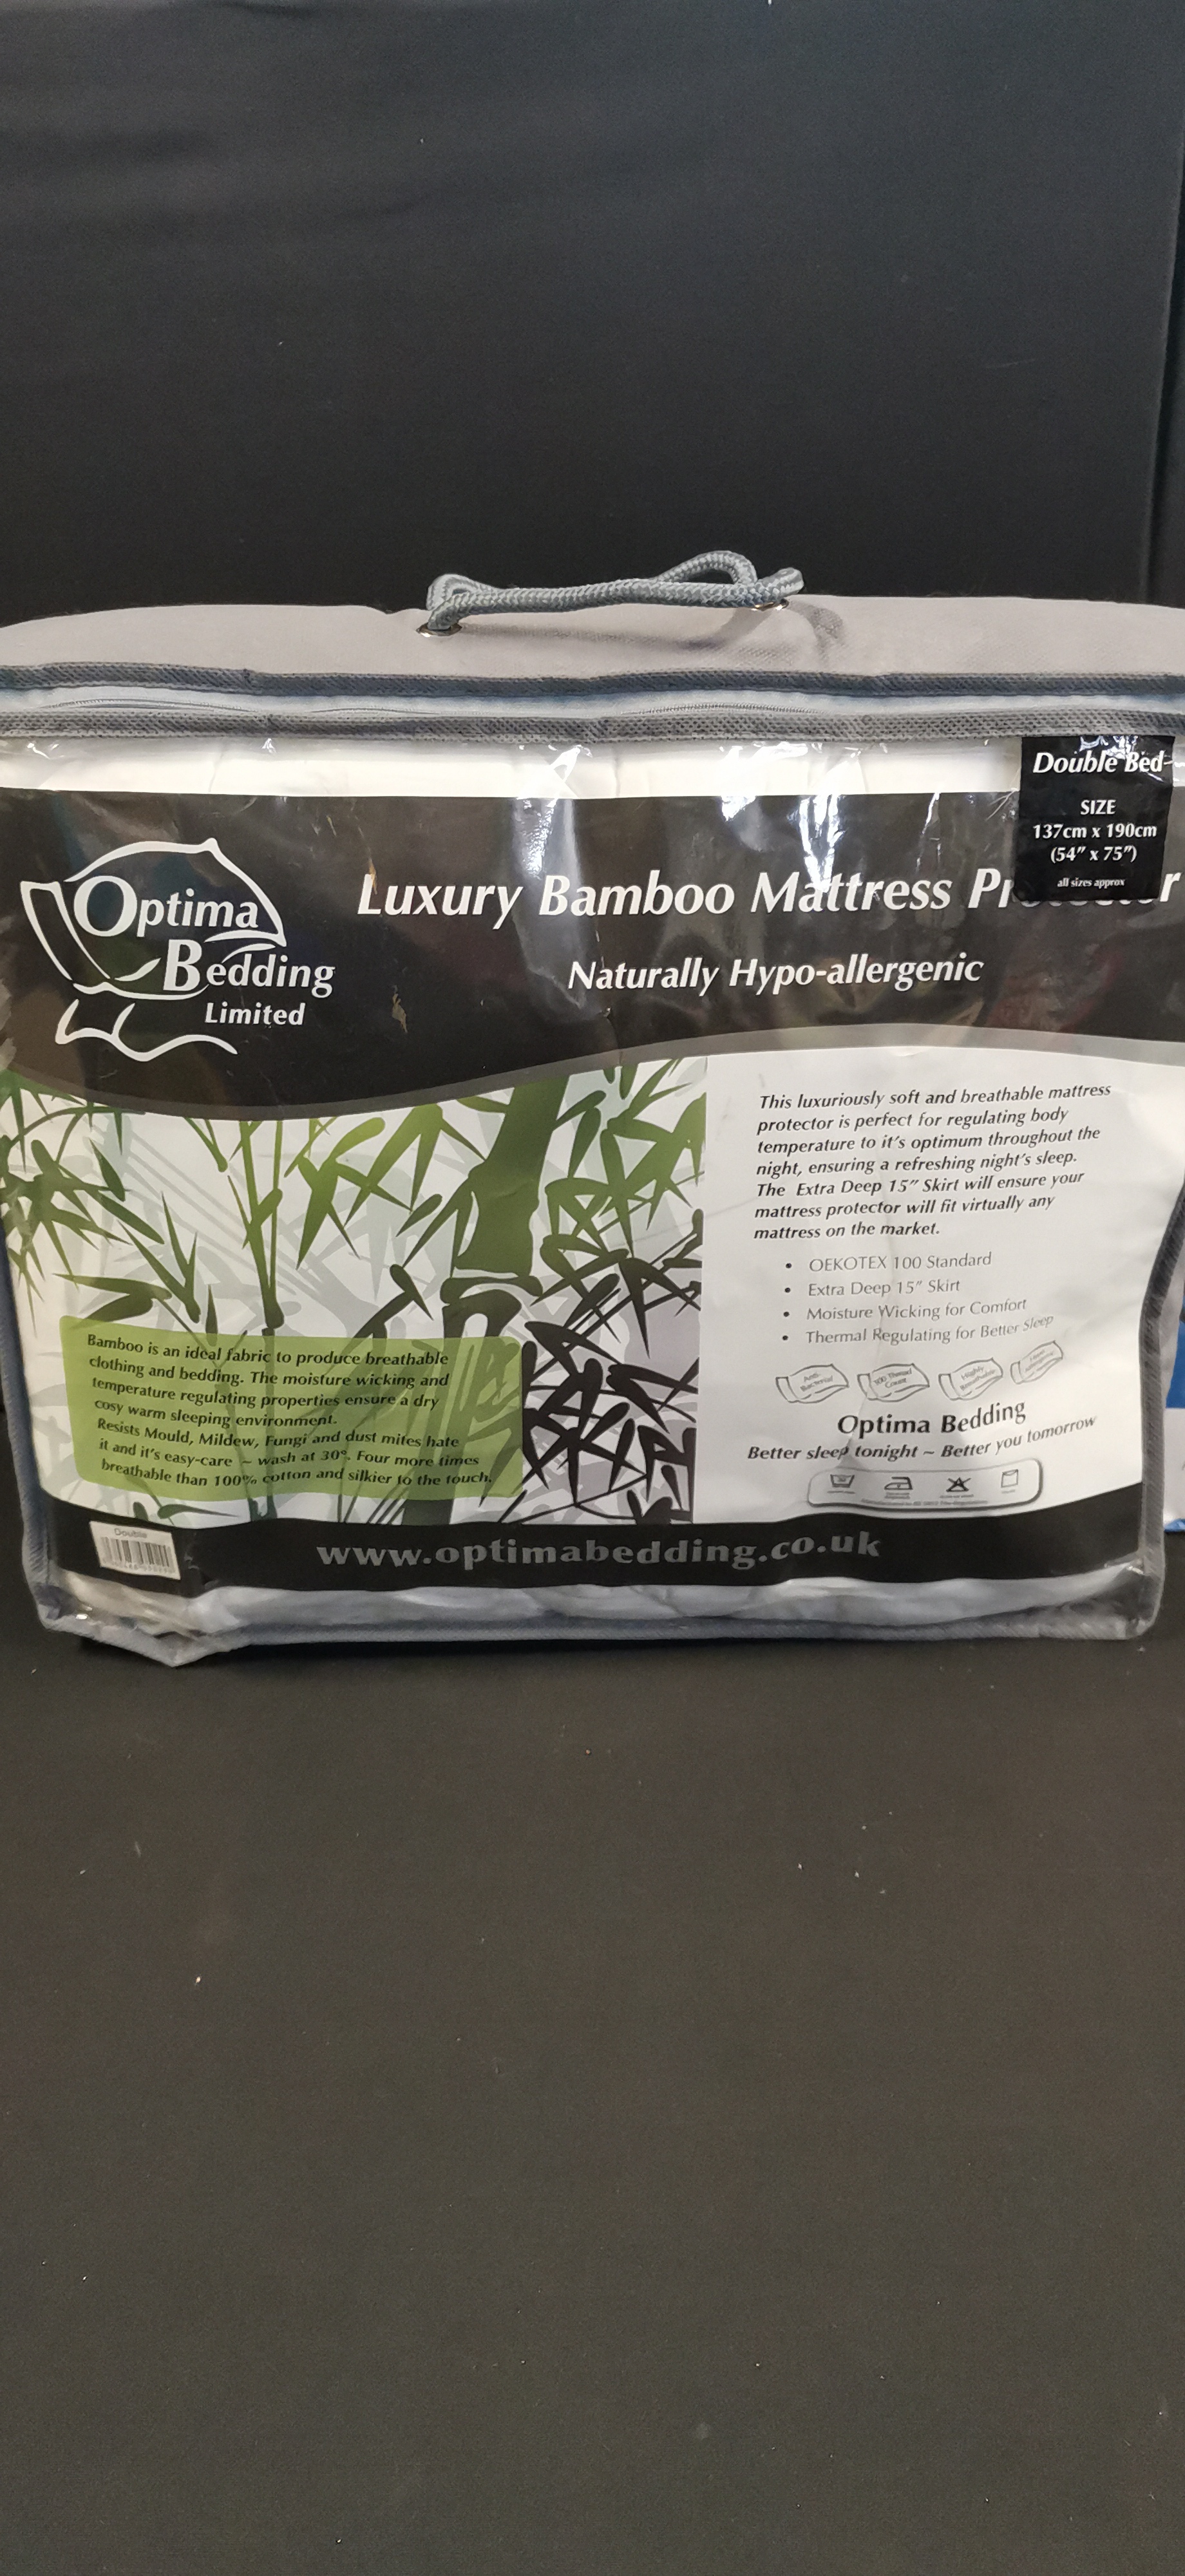 Double Bed
SIZE
137cm x 190cm
(54" x 75")
all sizes approx
Optima
Bedding
Limited
Luxury Bamboo Mattress
Naturally Hypo-allergenic
This luxuriously soft and breathable mattress
protector is perfect for regulating body
temperature to it's optimum throughout the
night, ensuring a refreshing night's sleep.
The Extra Deep 15" Skirt will ensure your
mattress protector will fit virtually any
mattress on the market.
• OEKOTEX 100 Standard
• Extra Deep 15" Skirt
• Moisture Wicking for Comfort
• Thermal Regulating for Better Sleep
Anti-
Bacterial
Thread
Count
Highly
Breathable
Optima Bedding
Better sleep tonight ~ Better you tomorrow
Bamboo is an ideal fabric to produce breathable
clothing and bedding. The moisture wicking and
temperature regulating properties ensure a dry
cosy warm sleeping environment.
Resists Mould, Mildew, Fungi and dust mites hate
it and it's easy-care ~ wash at 30°. Four more times
breathable than 100% cotton and silkier to the touch.
Double
www.optimabedding.co.uk